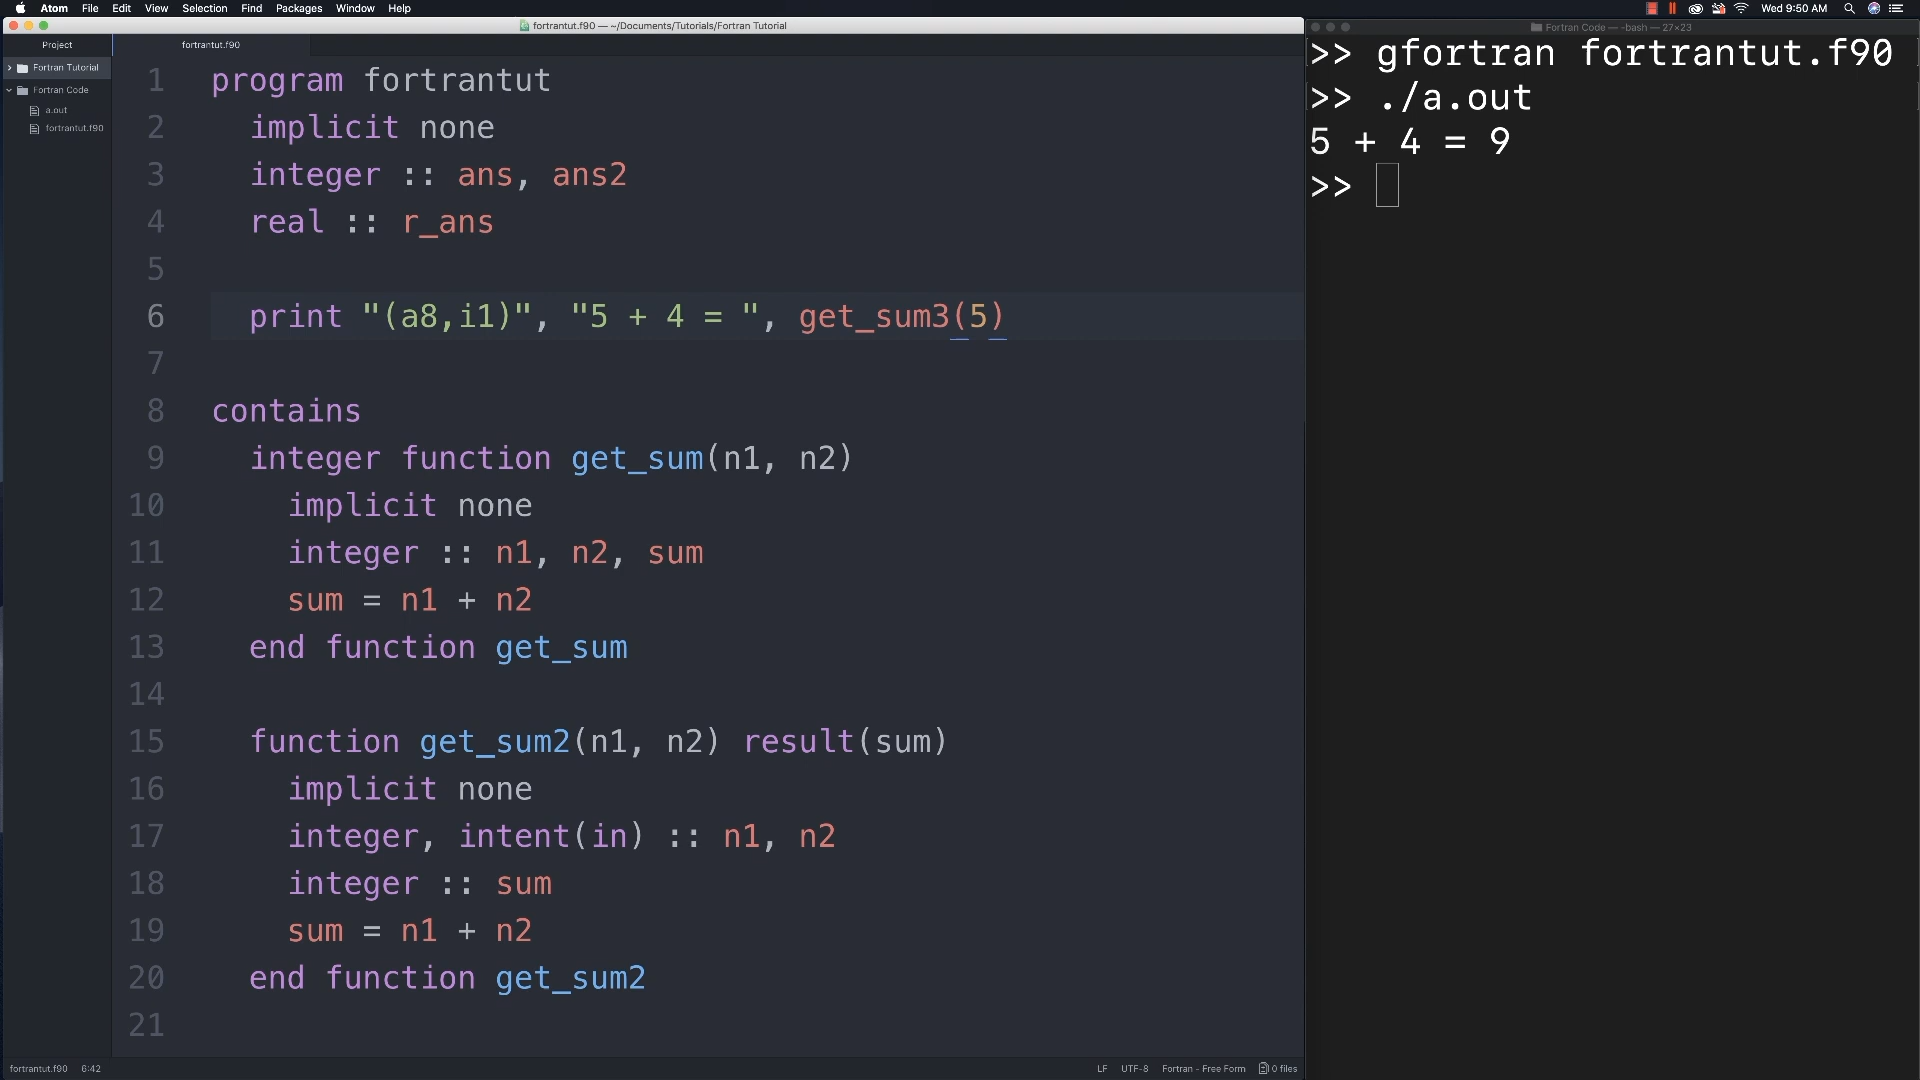 Atom File Edit View Selection Find Packages Window Help
Wed 9:50 AM
fortrantut.f90 — ~/Documents/Tutorials/Fortran Tutorial
Fortran Code — -bash — 27×23
Project
fortrantut.f90
Fortran Tutorial
Fortran Code
a.out
fortrantut.f90
1 program fortrantut
2 implicit none
3 integer :: ans, ans2
4 real :: r_ans
5
6 print "(a8,i1)", "5 + 4 = ", get_sum3(5)
7
8 contains
9 integer function get_sum(n1, n2)
10 implicit none
11 integer :: n1, n2, sum
12 sum = n1 + n2
13 end function get_sum
14
15 function get_sum2(n1, n2) result(sum)
16 implicit none
17 integer, intent(in) :: n1, n2
18 integer :: sum
19 sum = n1 + n2
20 end function get_sum2
21
>> gfortran fortrantut.f90
>> ./a.out
5 + 4 = 9
>>
fortrantut.f90 6:42
LF UTF-8 Fortran - Free Form 0 files